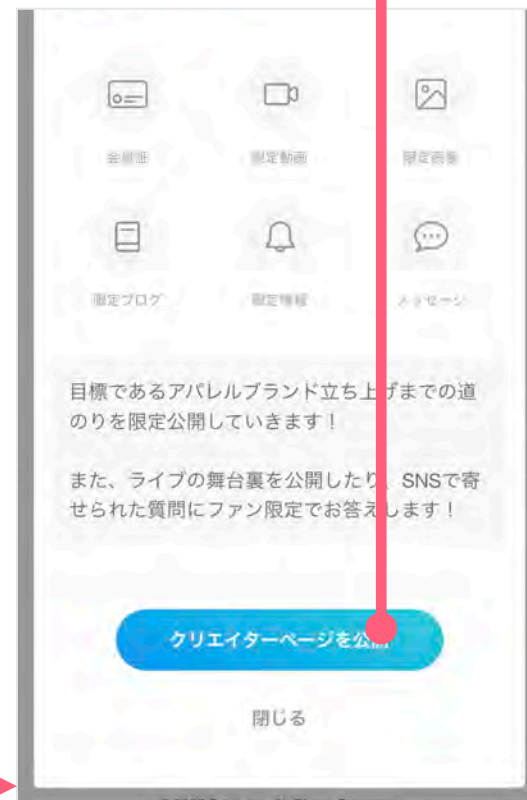 会員証
限定動画
限定画像
限定ブログ
限定情報
メッセージ
目標であるアパレルブランド立ち上げまでの道
のりを限定公開していきます！
また、ライブの舞台裏を公開したり、SNSで寄
せられた質問にファン限定でお答えします！
クリエイターページを公開
閉じる